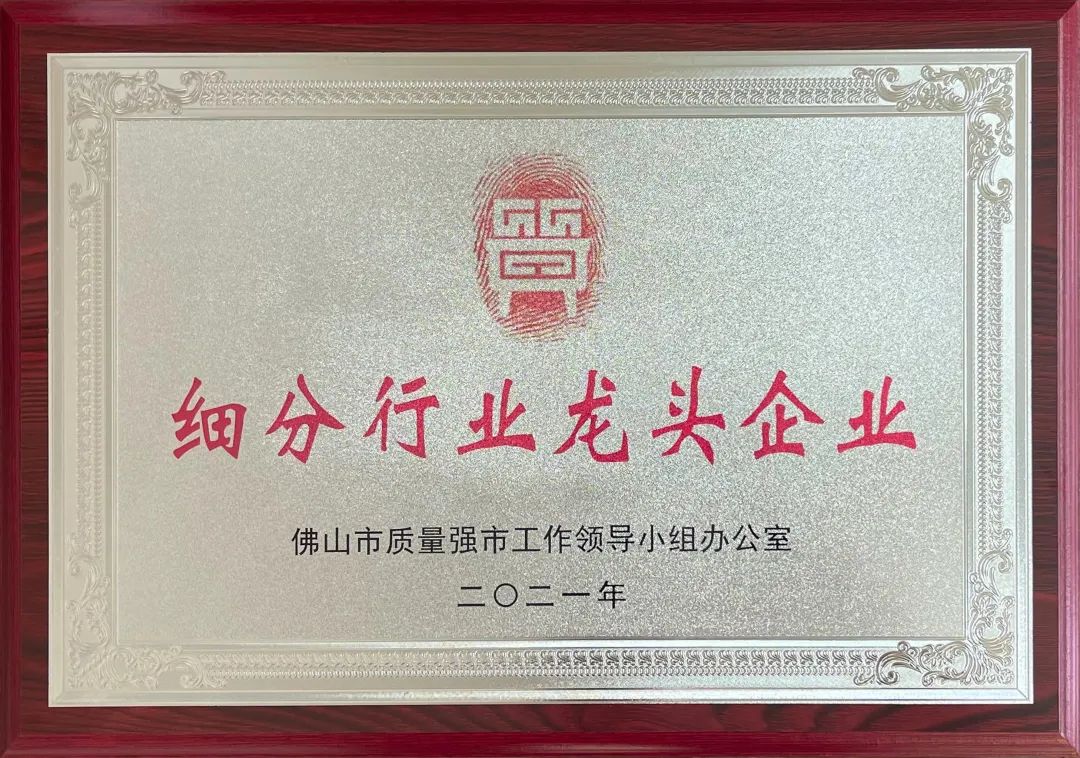 细分行业龙头企业
佛山市质量强市工作领导小组办公室
二〇二一年